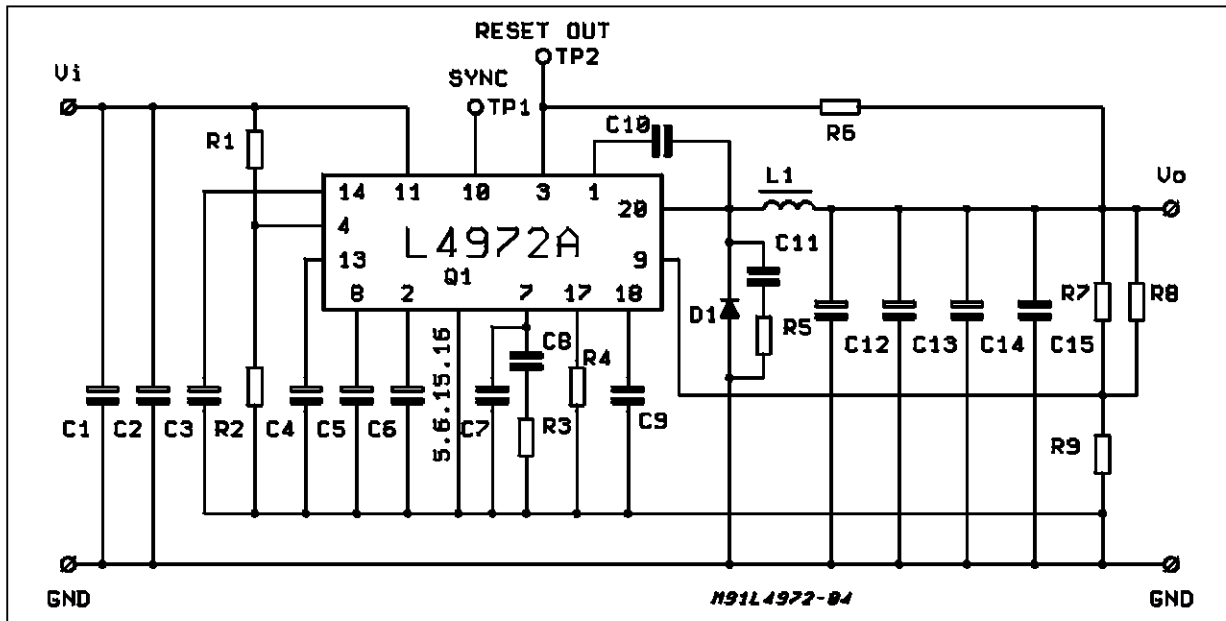 RESET OUT
TP2
Vi
SYNC
TP1
R1
C10
R6
L1
Vo
14 11 10 3 1
20
4
L4972A
C11
13
Q1
9
8 2 7 17 18
D1
R5
R7
R8
5.6.15.16
C8
R4
C12 C13 C14 C15
C1 C2 C3 R2 C4 C5 C6 C7 R3 C9
R9
GND
M91L4972-04
GND